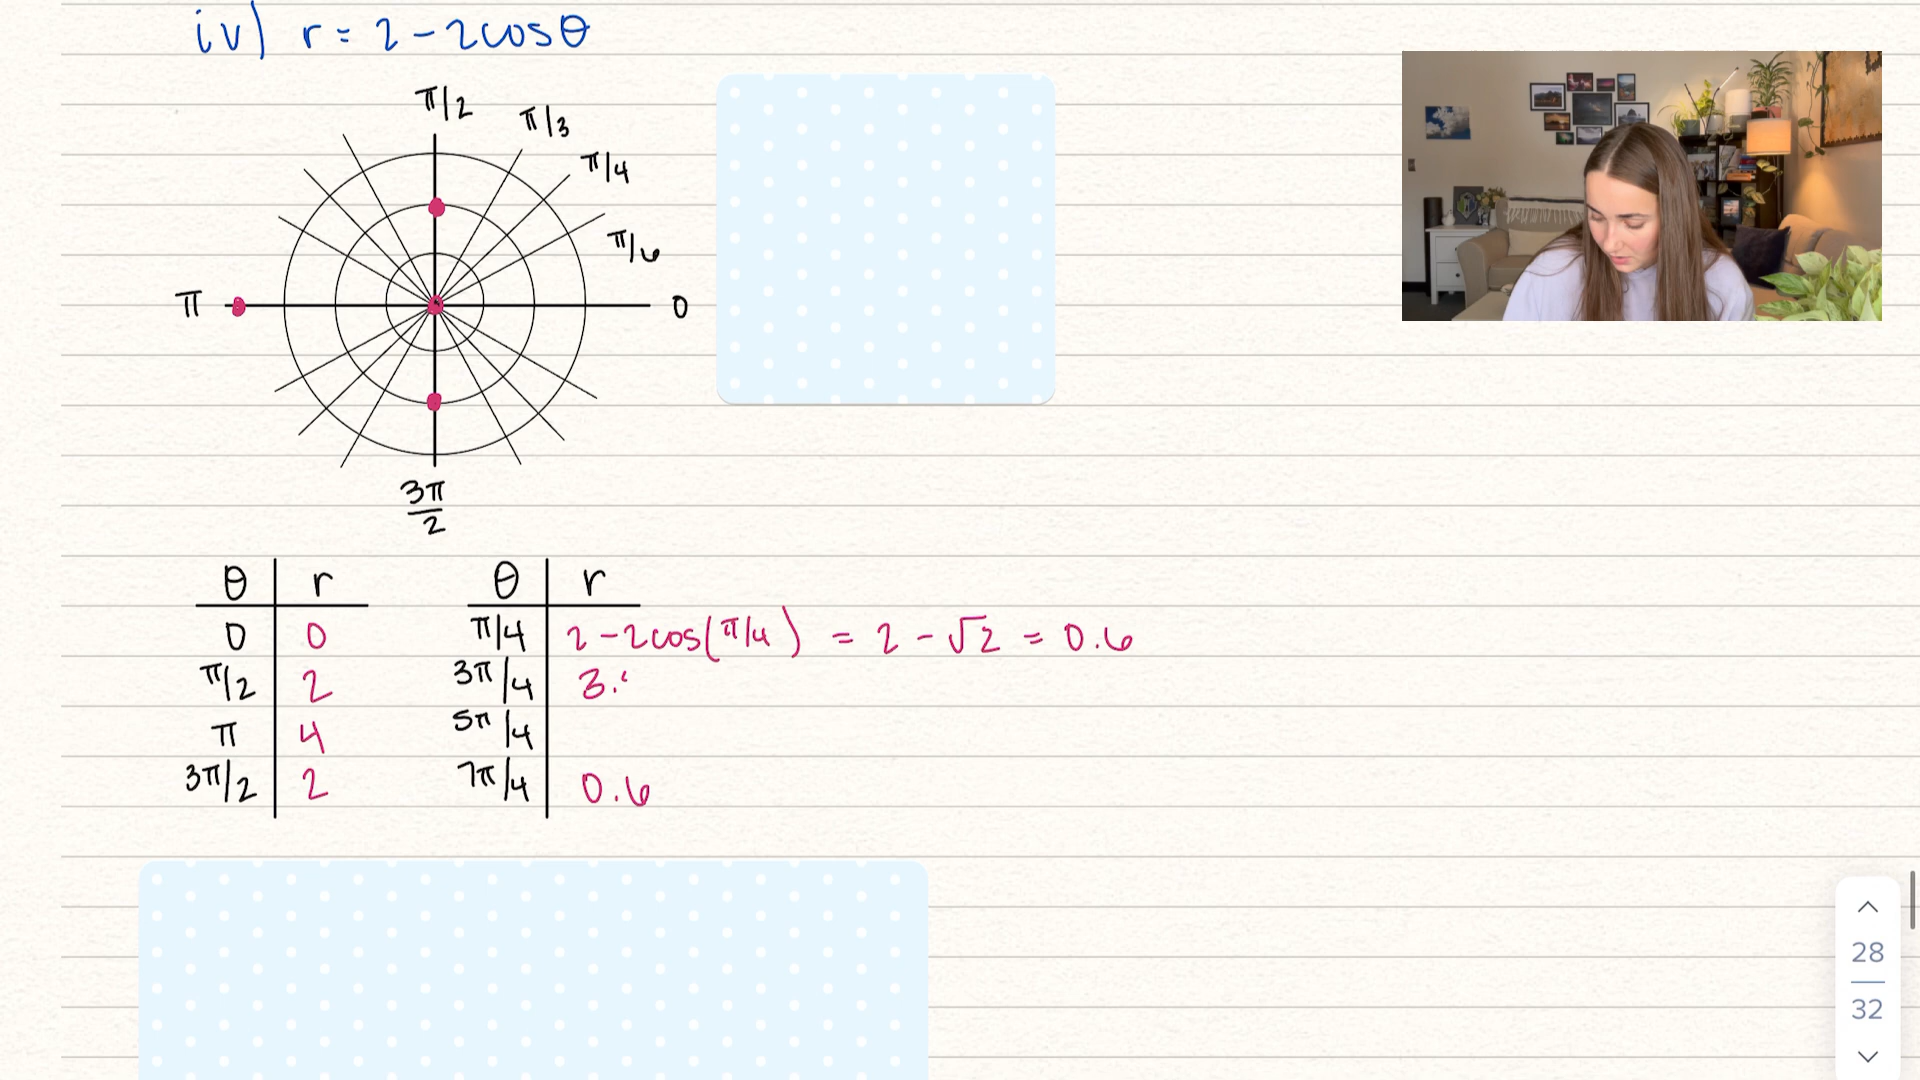 iv) r = 2 - 2cosθ
π/2
π/3
π/4
π/6
π
0
3π/2
θ r
0 0
π/2 2
π 4
3π/2 2
θ r
π/4 2 - 2cos(π/4) = 2 - √2 = 0.6
3π/4 3.
5π/4
7π/4 0.6
28
32